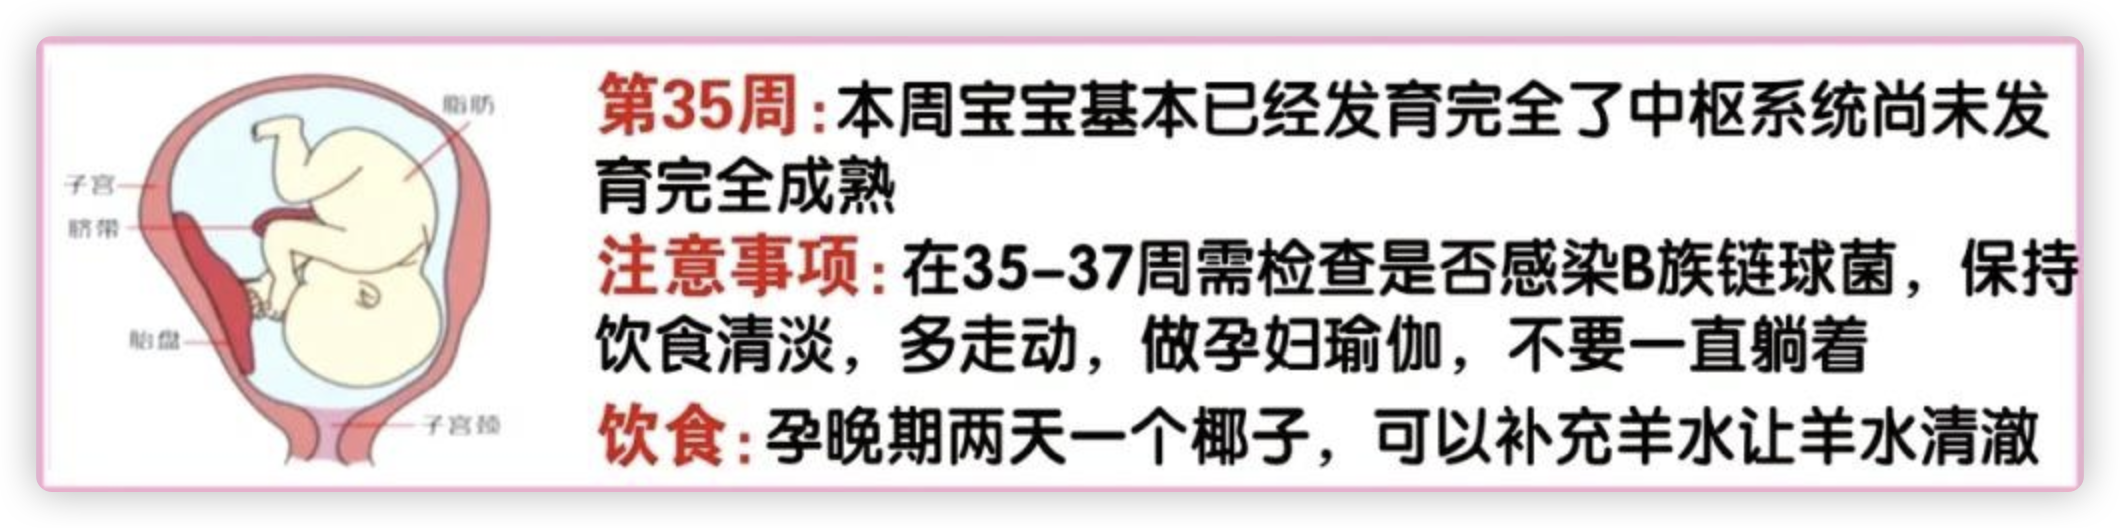 脂肪
子宫
脐带
胎盘
子宫颈
第35周:本周宝宝基本已经发育完全了中枢系统尚未发
育完全成熟
注意事项:在35-37周需检查是否感染B族链球菌，保持
饮食清淡，多走动，做孕妇瑜伽，不要一直躺着
饮食:孕晚期两天一个椰子，可以补充羊水让羊水清澈